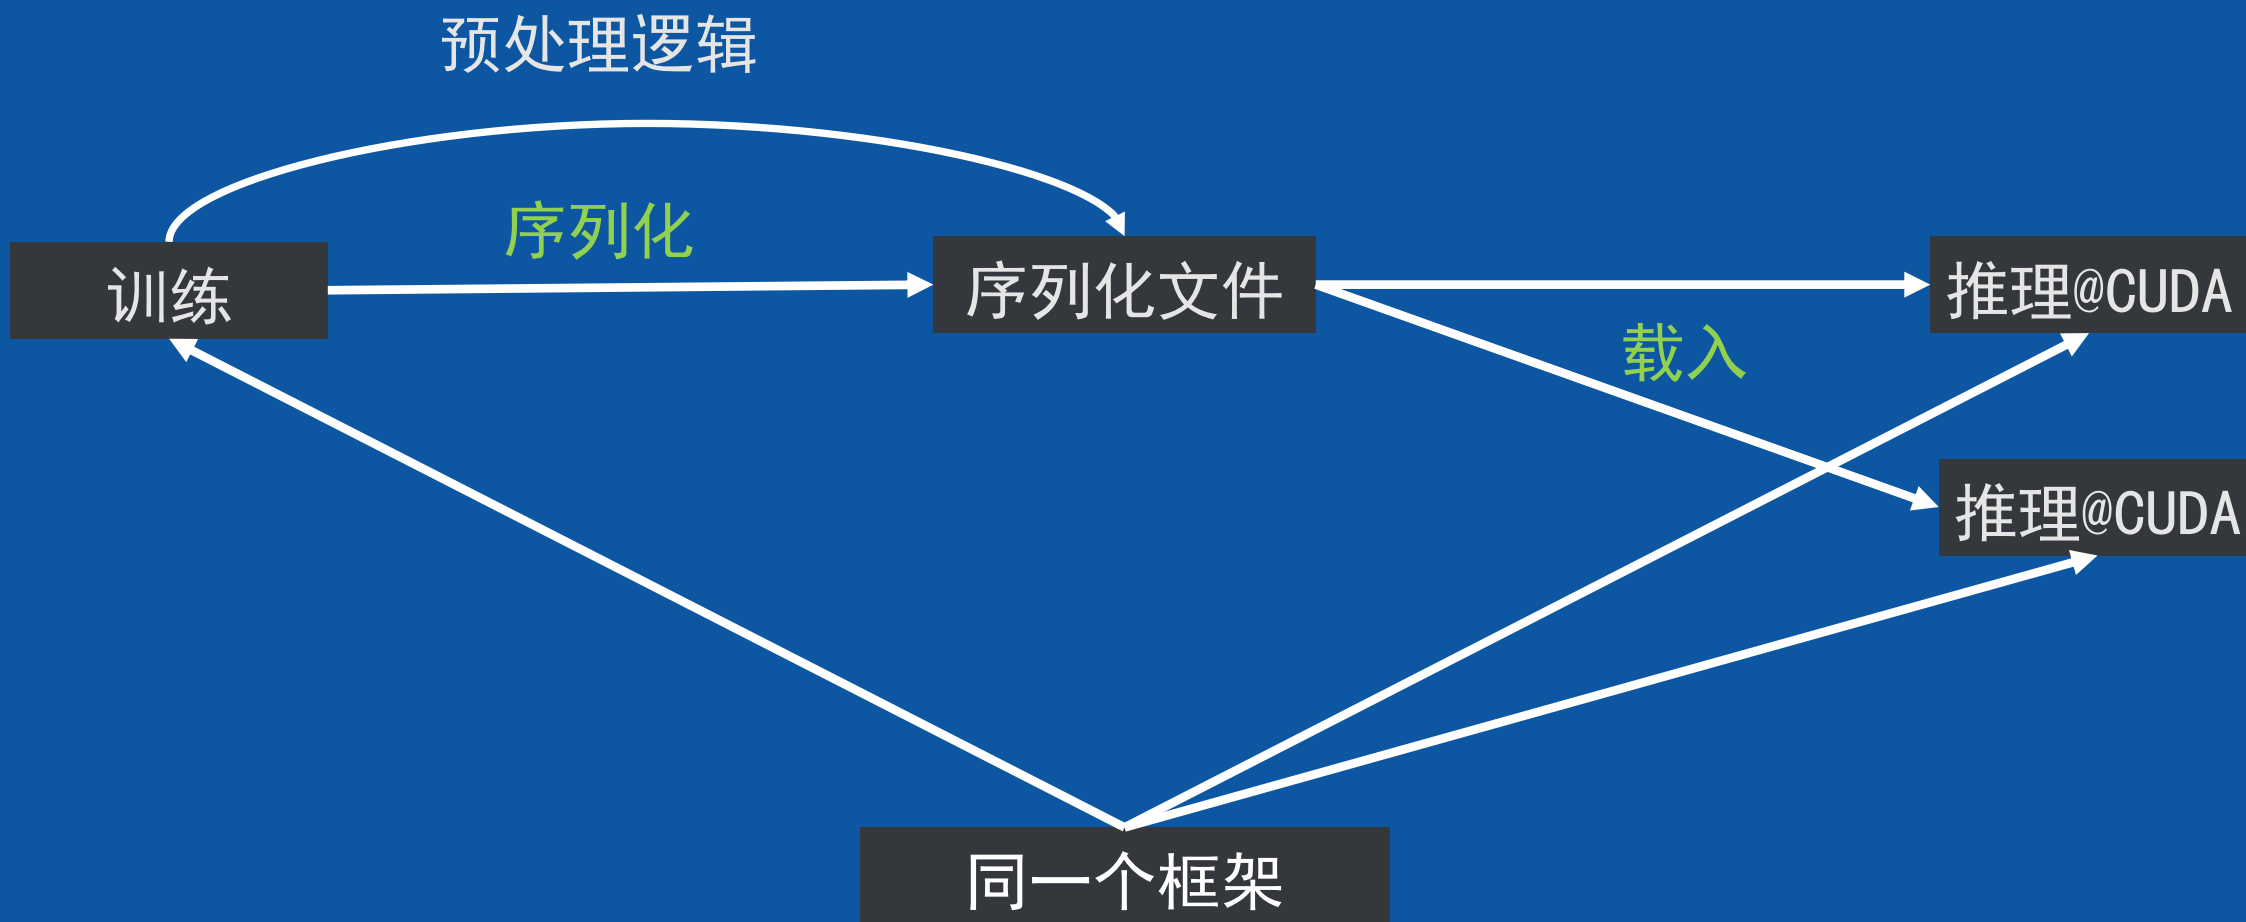 预处理逻辑
序列化
训练
序列化文件
推理@CUDA
载入
推理@CUDA
同一个框架